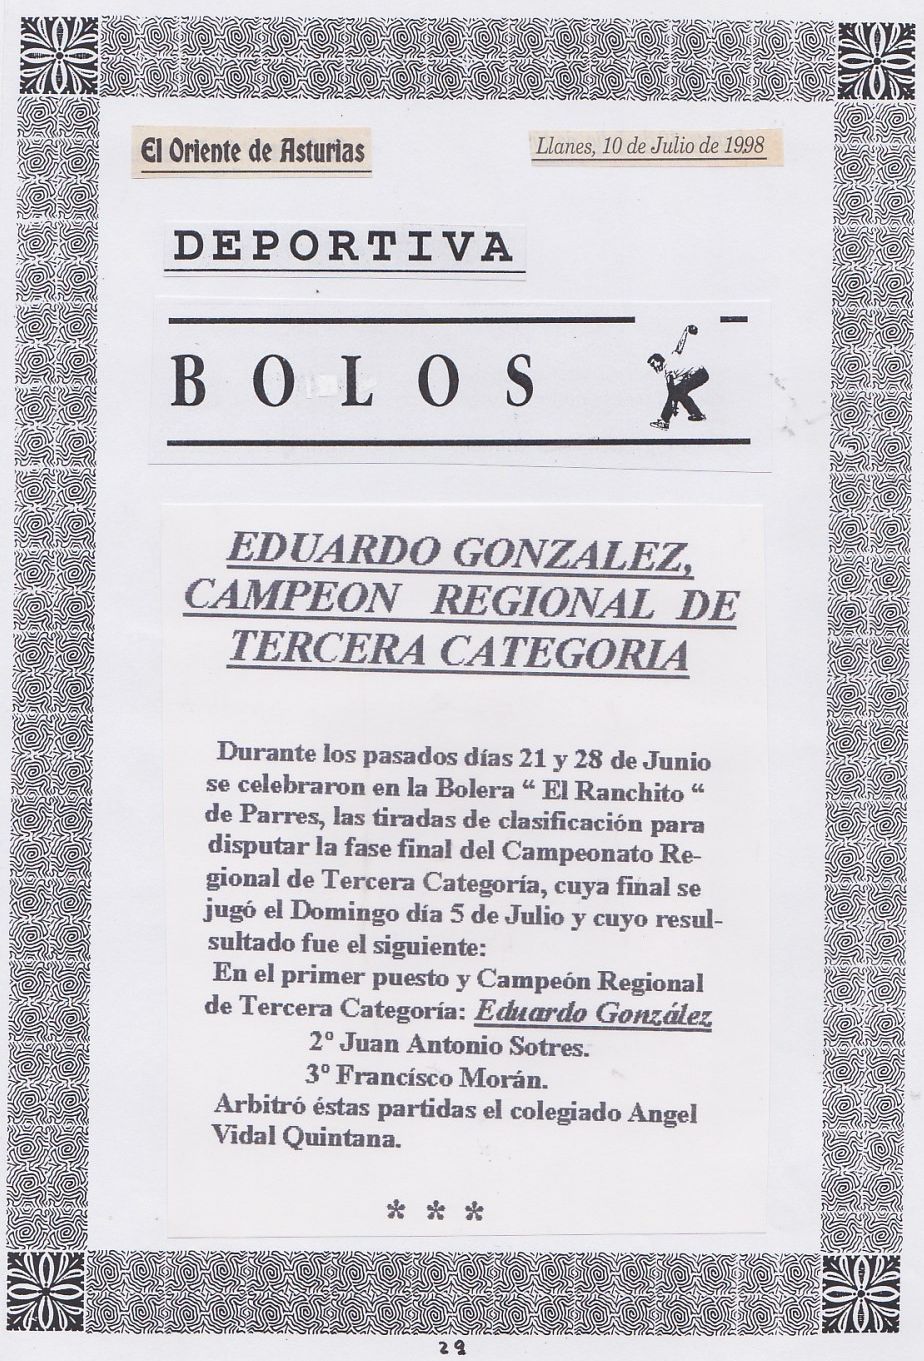 El Oriente de Asturias
Llanes, 10 de Julio de 1998
DEPORTIVA
BOLOS
EDUARDO GONZALEZ,
CAMPEON REGIONAL DE
TERCERA CATEGORIA
Durante los pasados días 21 y 28 de Junio
se celebraron en la Bolera “ El Ranchito “
de Parres, las tiradas de clasificación para
disputar la fase final del Campeonato Re-
gional de Tercera Categoría, cuya final se
jugó el Domingo día 5 de Julio y cuyo resul-
sultado fue el siguiente:
En el primer puesto y Campeón Regional
de Tercera Categoría: Eduardo González
2º Juan Antonio Sotres.
3º Francísco Morán.
Arbitró éstas partidas el colegiado Angel
Vidal Quintana.
* * *
29